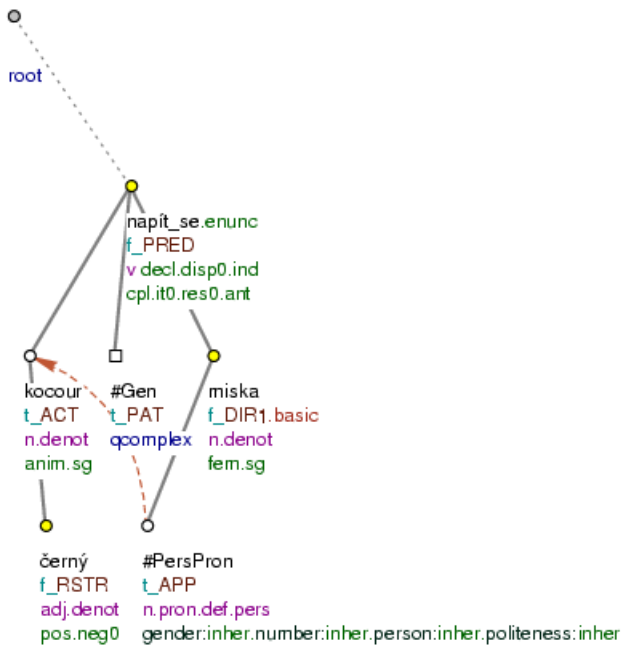 root
napít_se.enunc
f_PRED
v decl.disp0.ind
cpl.it0.res0.ant
kocour #Gen miska
t_ACT t_PAT f_DIR1.basic
n.denot qcomplex n.denot
anim.sg fem.sg
černý #PersPron
f_RSTR t_APP
adj.denot n.pron.def.pers
pos.neg0 gender:inher.number:inher.person:inher.politeness:inher